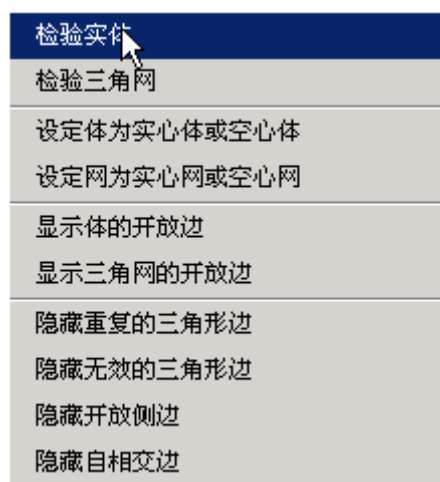 检验实体
检验三角网
设定体为实心体或空心体
设定网为实心网或空心网
显示体的开放边
显示三角网的开放边
隐藏重复的三角形边
隐藏无效的三角形边
隐藏开放侧边
隐藏自相交边